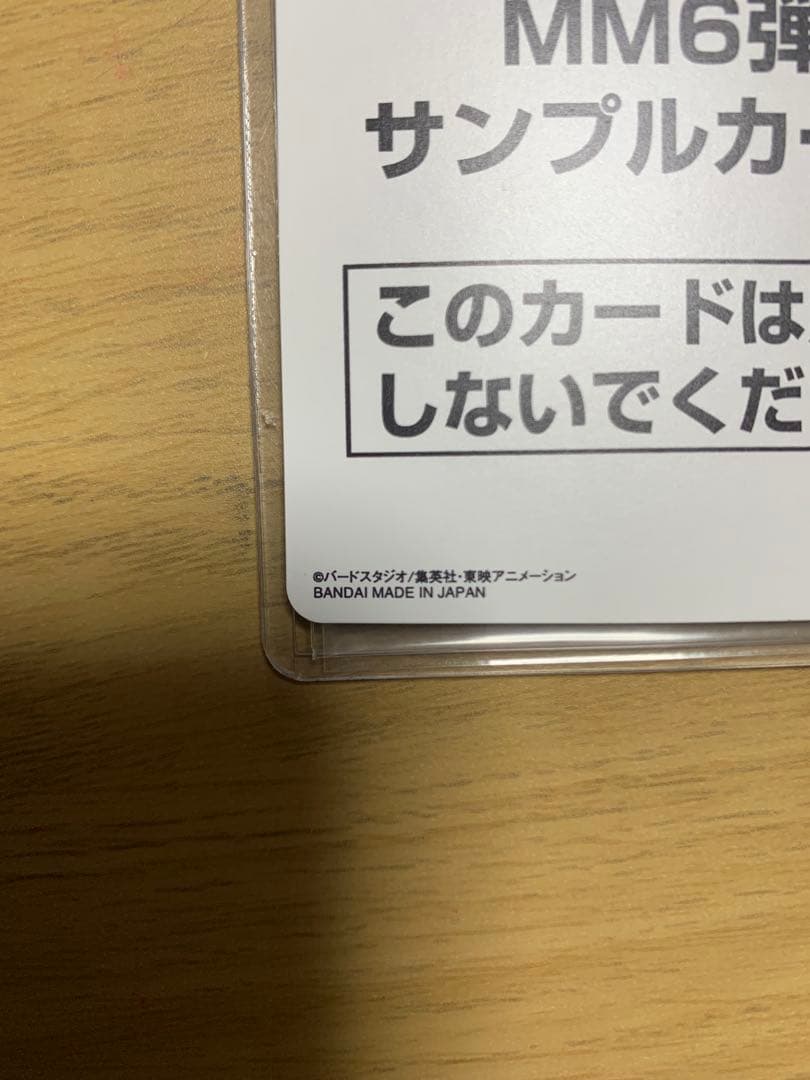 MM6弾
サンプルカー
このカードは
しないでくだ
©バードスタジオ/集英社・東映アニメーション
BANDAI MADE IN JAPAN